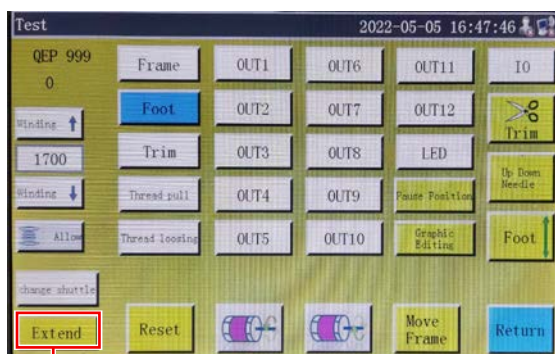 Test 2022-05-05 16:47:46
QEP 999
0
Frame OUT1 OUT6 OUT11 IO
Winding
Foot OUT2 OUT7 OUT12
Trim
1700
Trim OUT3 OUT8 LED
Up Down
Needle
Winding
Thread pull OUT4 OUT9 Pause Position
Allow
Thread loosing OUT5 OUT10 Graphic
Editing
Foot
change shuttle
Extend Reset Move
Frame
Return